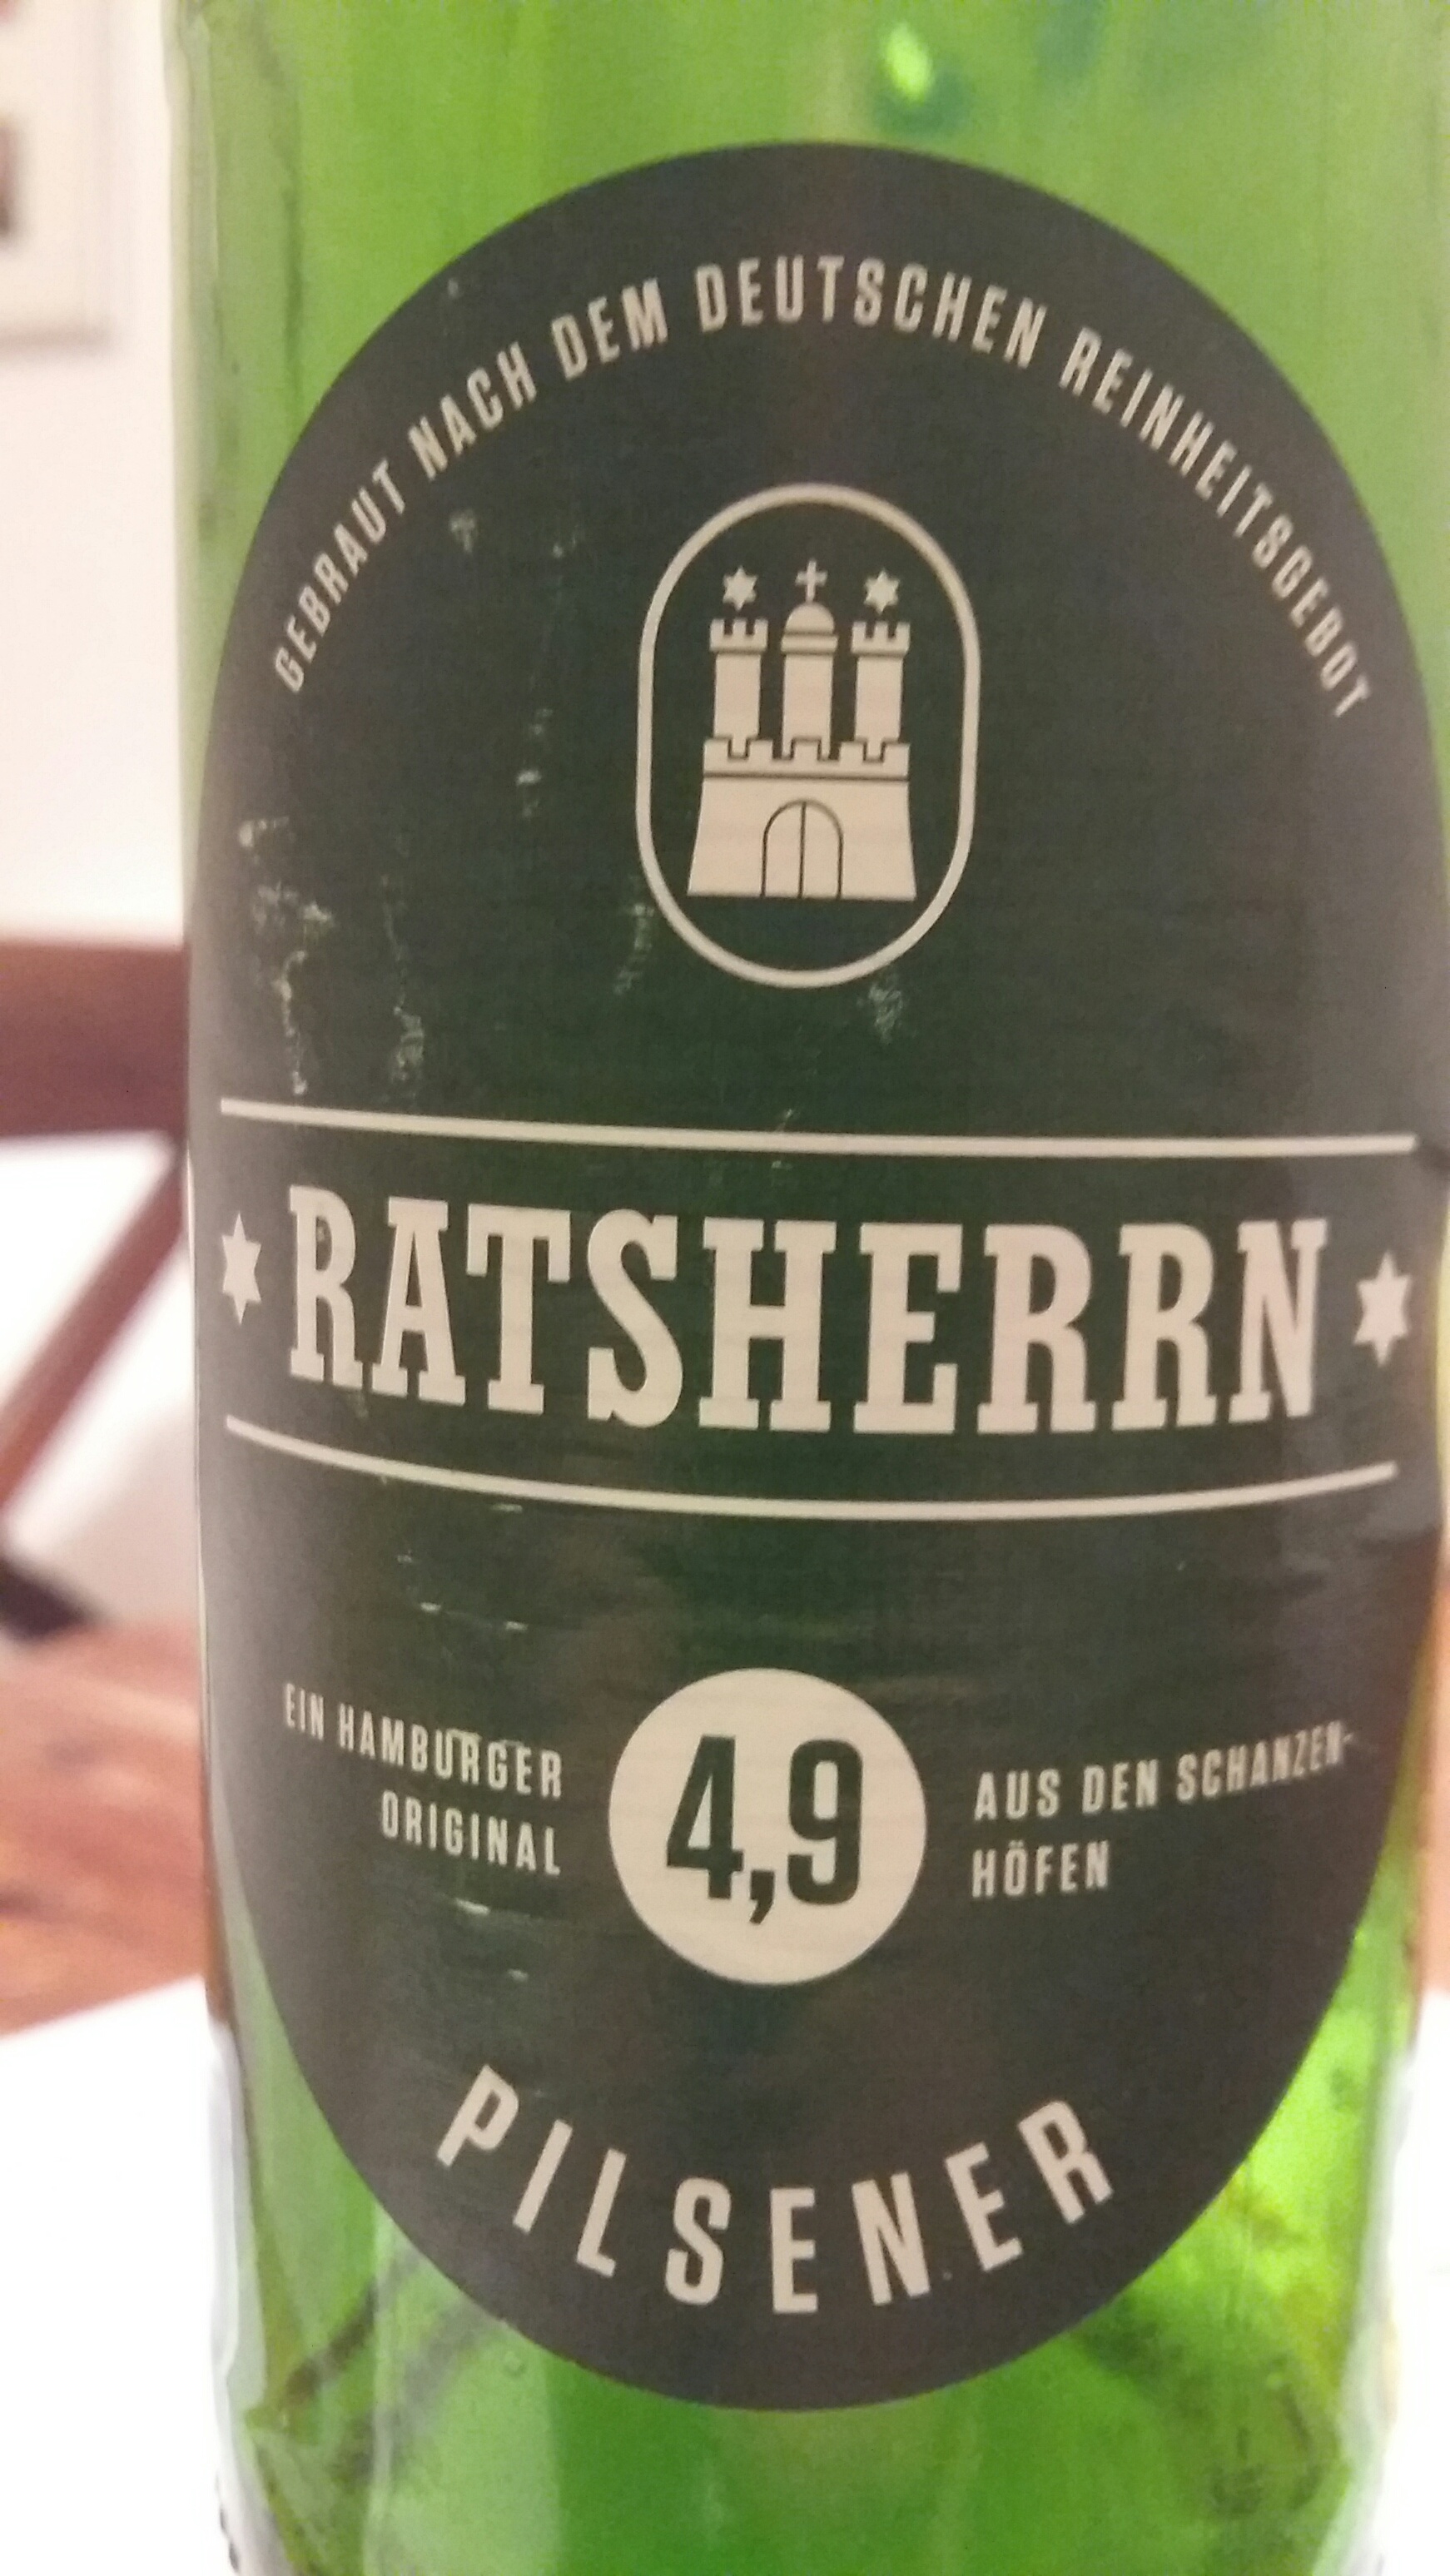 GEBRAUT NACH DEM DEUTSCHEN REINHEITSGEBOT
RATSHERRN
EIN HAMBURGER
ORIGINAL
4,9
AUS DEN SCHANZEN-
HÖFEN
PILSENER